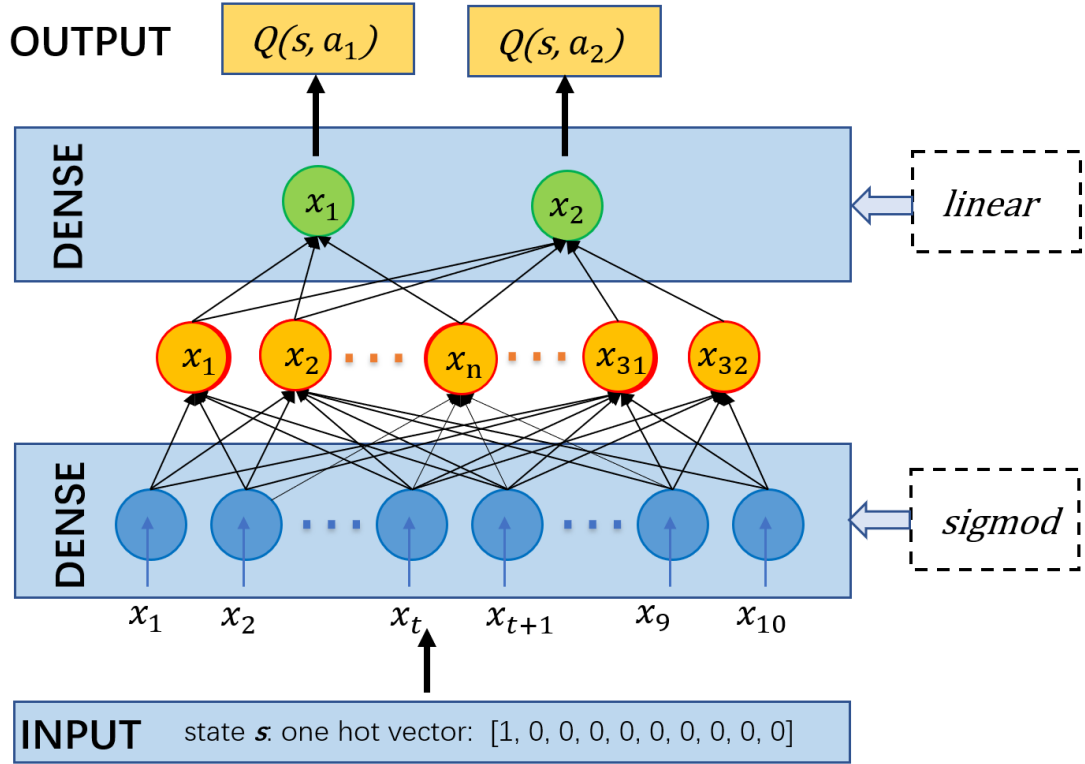 OUTPUT
Q(s, a₁)
Q(s, a₂)
DENSE
x₁
x₂
linear
x₁
x₂
xₙ
x₃₁
x₃₂
DENSE
sigmod
x₁
x₂
xₜ
xₜ₊₁
x₉
x₁₀
INPUT
state s: one hot vector: [1, 0, 0, 0, 0, 0, 0, 0, 0, 0]